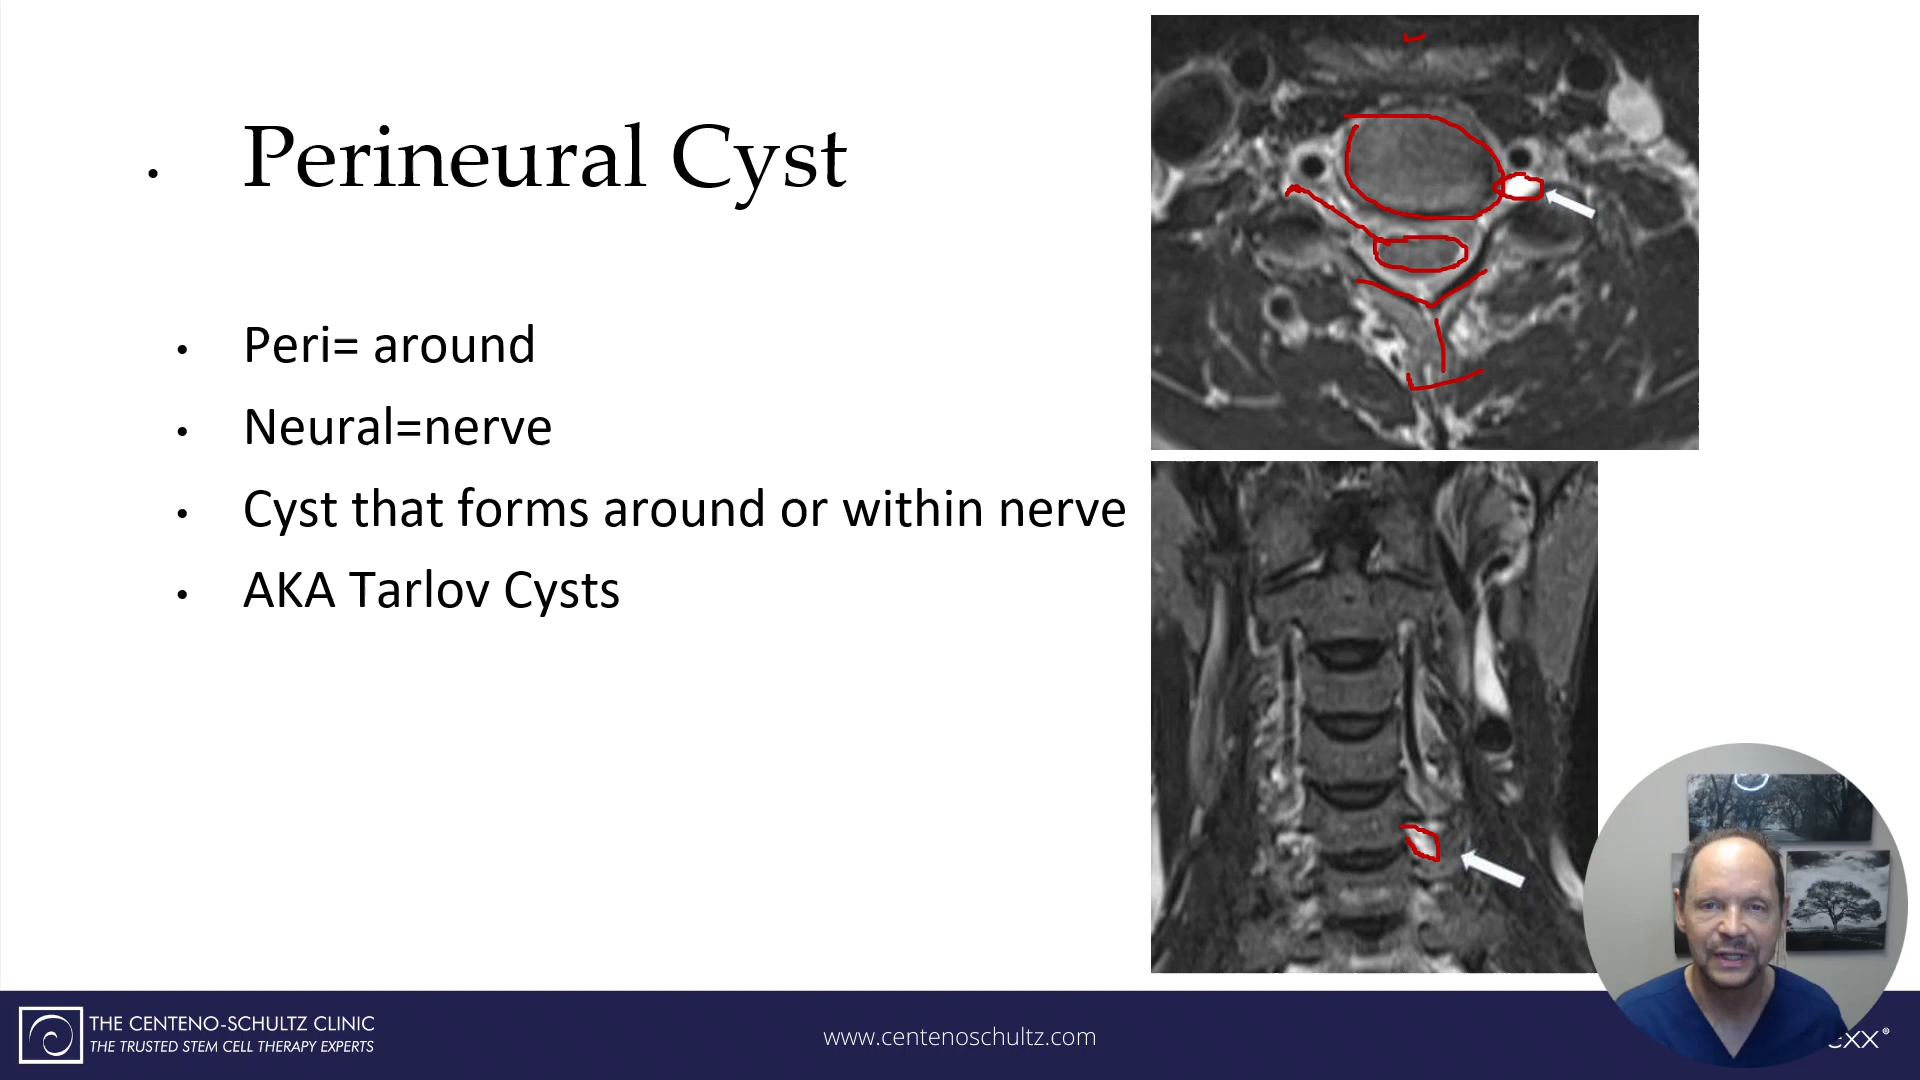 • Perineural Cyst
• Peri= around
• Neural=nerve
• Cyst that forms around or within nerve
• AKA Tarlov Cysts
THE CENTENO-SCHULTZ CLINIC
THE TRUSTED STEM CELL THERAPY EXPERTS
www.centenoschultz.com